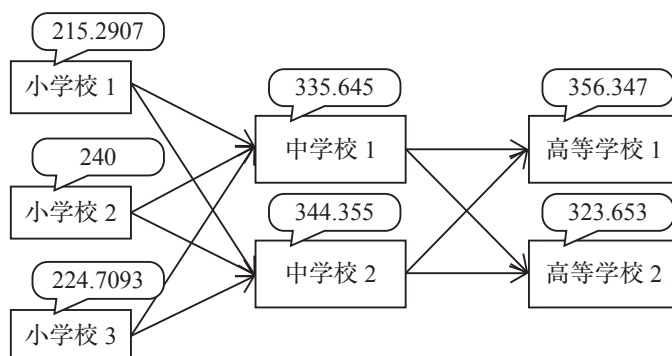 215.2907
小学校 1
240
小学校 2
224.7093
小学校 3
335.645
中学校 1
344.355
中学校 2
356.347
高等学校 1
323.653
高等学校 2